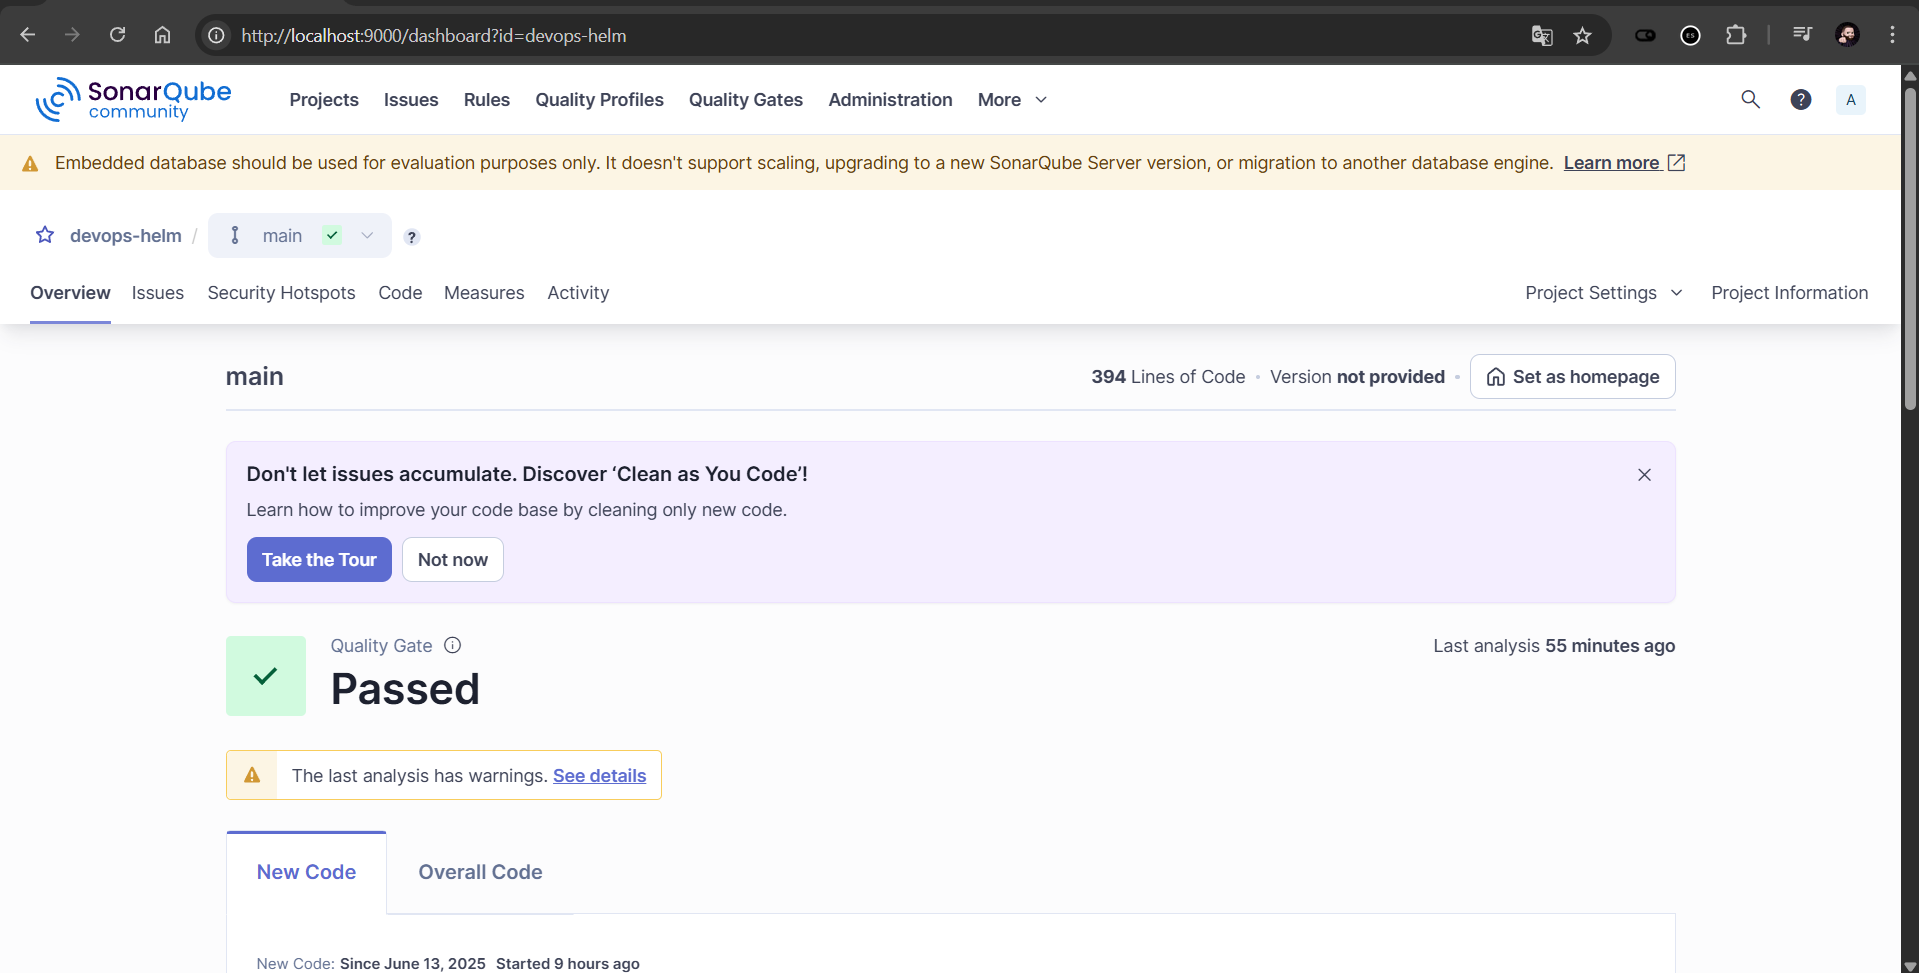 http://localhost:9000/dashboard?id=devops-helm
SonarQube
community
Projects Issues Rules Quality Profiles Quality Gates Administration More
? A
Embedded database should be used for evaluation purposes only. It doesn't support scaling, upgrading to a new SonarQube Server version, or migration to another database engine. Learn more
devops-helm / main ?
Overview Issues Security Hotspots Code Measures Activity Project Settings Project Information
main 394 Lines of Code • Version not provided • Set as homepage
Don't let issues accumulate. Discover ‘Clean as You Code’!
Learn how to improve your code base by cleaning only new code.
Take the Tour Not now
Quality Gate Last analysis 55 minutes ago
Passed
The last analysis has warnings. See details
New Code Overall Code
New Code: Since June 13, 2025 Started 9 hours ago